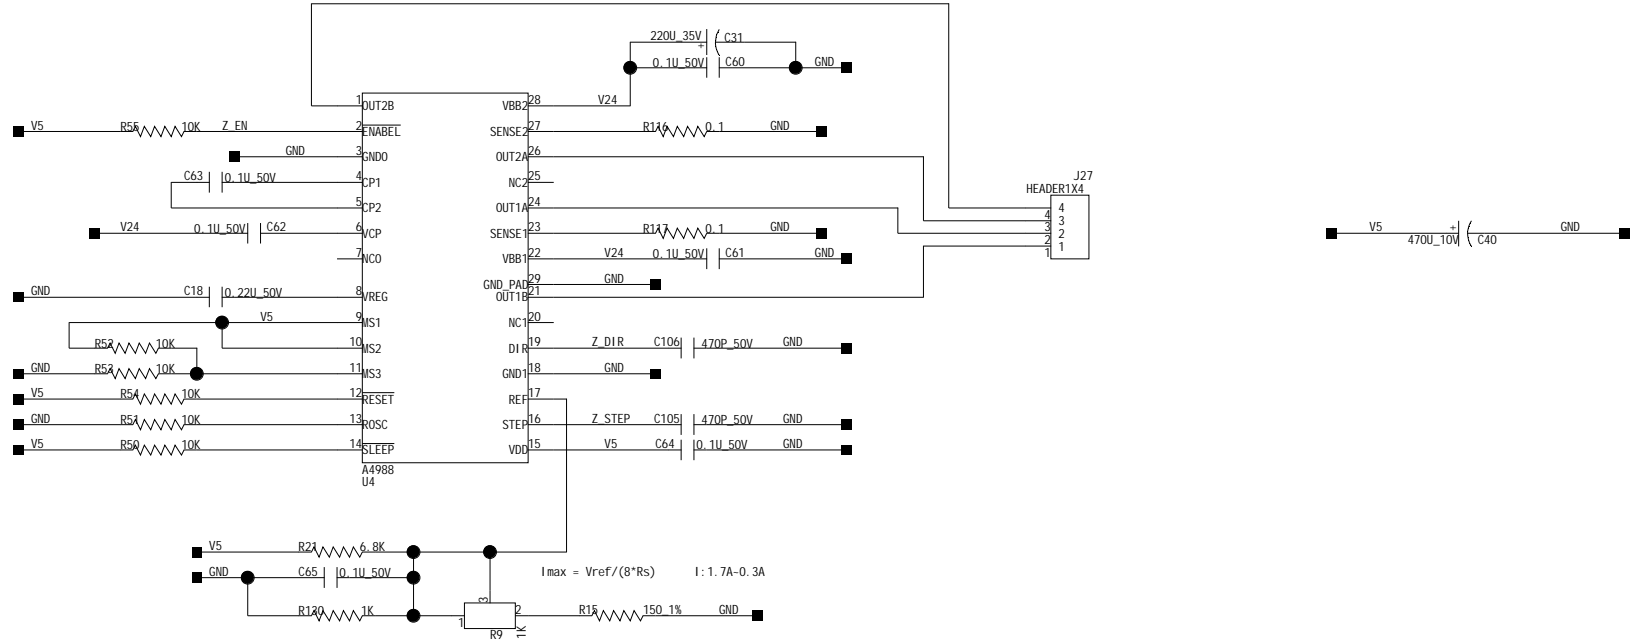 220U_35V + C31
0.1U_50V C60 GND
1 OUT2B VBB2 28 V24
V5 R55 10K Z_EN 2 ENABEL SENSE2 27 R116 0.1 GND
GND 3 GND0 OUT2A 26
C63 0.1U_50V 4 CP1 NC2 25
5 CP2 OUT1A 24
V24 0.1U_50V C62 6 VCP SENSE1 23 R117 0.1 GND
7 NC0 VBB1 22 V24 0.1U_50V C61 GND
GND_PAD 29 GND
GND C18 0.22U_50V 8 VREG OUT1B 21
V5 9 MS1 NC1 20
R52 10K 10 MS2 DIR 19 Z_DIR C106 470P_50V GND
GND R53 10K 11 MS3 GND1 18 GND
V5 R54 10K 12 RESET REF 17
GND R51 10K 13 ROSC STEP 16 Z_STEP C105 470P_50V GND
V5 R50 10K 14 SLEEP VDD 15 V5 C64 0.1U_50V GND
A4988
U4
J27
HEADER1X4
4 4
3 3
2 2
1 1
V5 470U_10V + C40 GND
V5 R21 6.8K
GND C65 0.1U_50V
Imax = Vref/(8*Rs) I:1.7A-0.3A
R130 1K 1 3 2 R15 150_1% GND
R9 1K